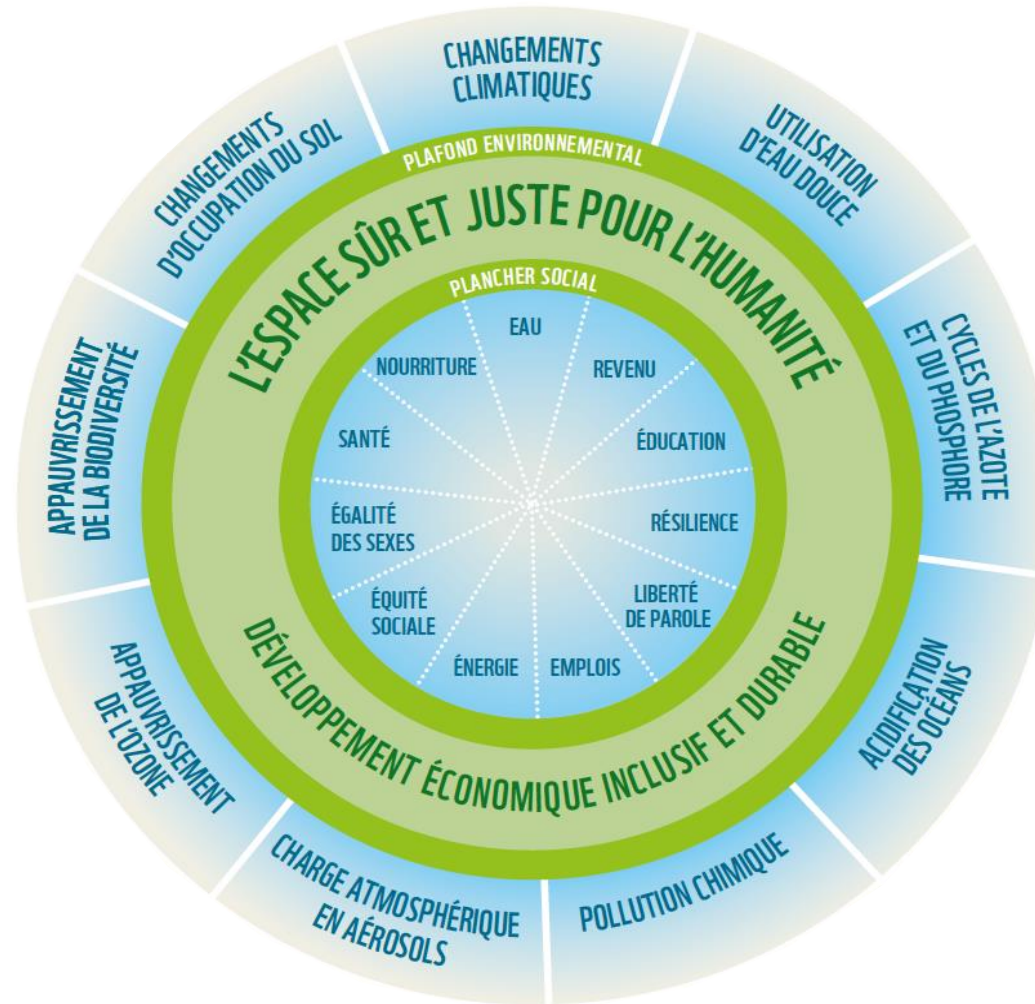 CHANGEMENTS
CLIMATIQUES
UTILISATION
D'EAU DOUCE
CYCLES DE L'AZOTE
ET DU PHOSPHORE
ACIDIFICATION
DES OCÉANS
POLLUTION CHIMIQUE
CHARGE ATMOSPHÉRIQUE
EN AÉROSOLS
APPAUVRISSEMENT
DE L'OZONE
APPAUVRISSEMENT
DE LA BIODIVERSITÉ
CHANGEMENTS
D'OCCUPATION DU SOL
PLAFOND ENVIRONNEMENTAL
L'ESPACE SÛR ET JUSTE POUR L'HUMANITÉ
PLANCHER SOCIAL
EAU
REVENU
ÉDUCATION
RÉSILIENCE
LIBERTÉ
DE PAROLE
EMPLOIS
ÉNERGIE
ÉQUITÉ
SOCIALE
ÉGALITÉ
DES SEXES
SANTÉ
NOURRITURE
DÉVELOPPEMENT ÉCONOMIQUE INCLUSIF ET DURABLE